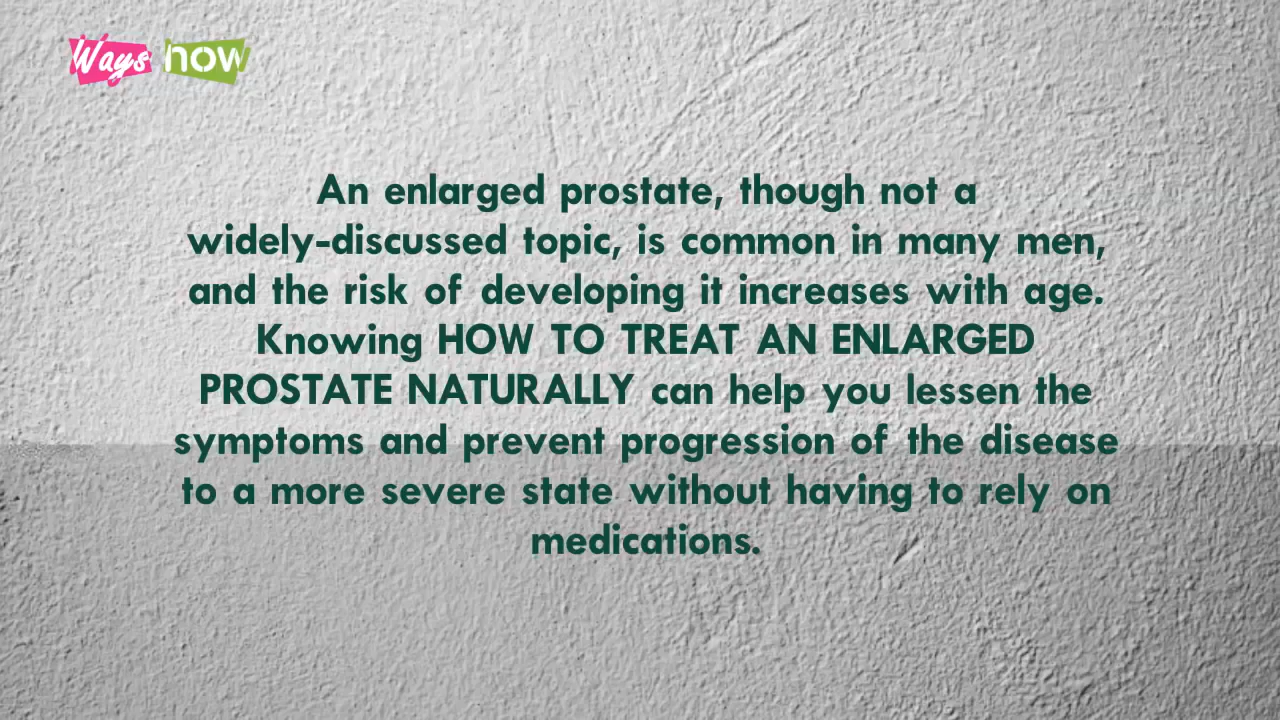 Ways now
An enlarged prostate, though not a
widely-discussed topic, is common in many men,
and the risk of developing it increases with age.
Knowing HOW TO TREAT AN ENLARGED
PROSTATE NATURALLY can help you lessen the
symptoms and prevent progression of the disease
to a more severe state without having to rely on
medications.